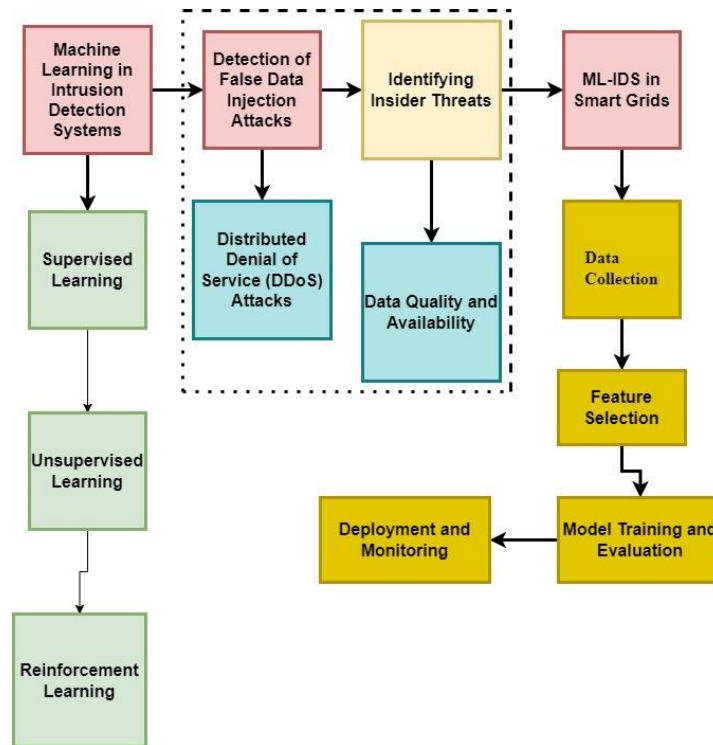 Machine
Learning in
Intrusion
Detection
Systems
Detection of
False Data
Injection
Attacks
Identifying
Insider Threats
ML-IDS in
Smart Grids
Supervised
Learning
Distributed
Denial of
Service (DDoS)
Attacks
Data Quality and
Availability
Data
Collection
Feature
Selection
Unsupervised
Learning
Deployment and
Monitoring
Model Training and
Evaluation
Reinforcement
Learning